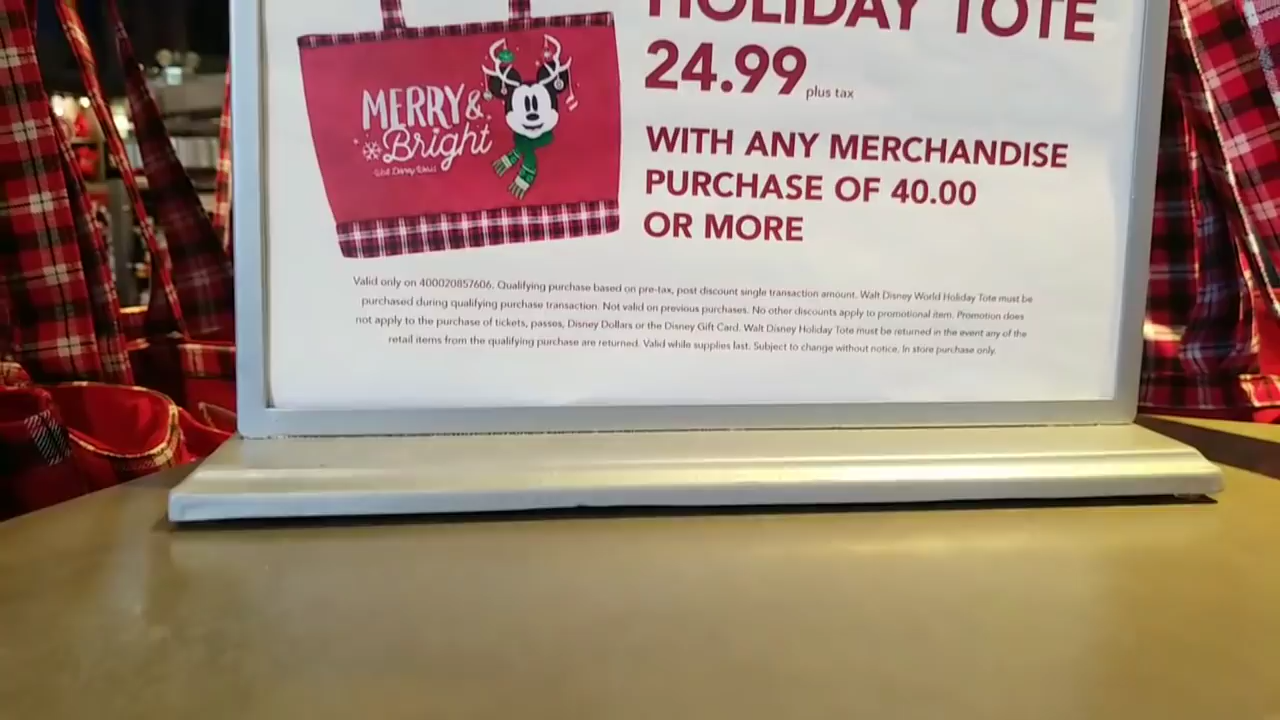 HOLIDAY TOTE
24.99 plus tax
WITH ANY MERCHANDISE
PURCHASE OF 40.00
OR MORE
MERRY &
Bright
Walt Disney World
Valid only on 400020857606. Qualifying purchase based on pre-tax, post discount single transaction amount. Walt Disney World Holiday Tote must be
purchased during qualifying purchase transaction. Not valid on previous purchases. No other discounts apply to promotional item. Promotion does
not apply to the purchase of tickets, passes, Disney Dollars or the Disney Gift Card. Walt Disney Holiday Tote must be returned in the event any of the
retail items from the qualifying purchase are returned. Valid while supplies last. Subject to change without notice. In store purchase only.